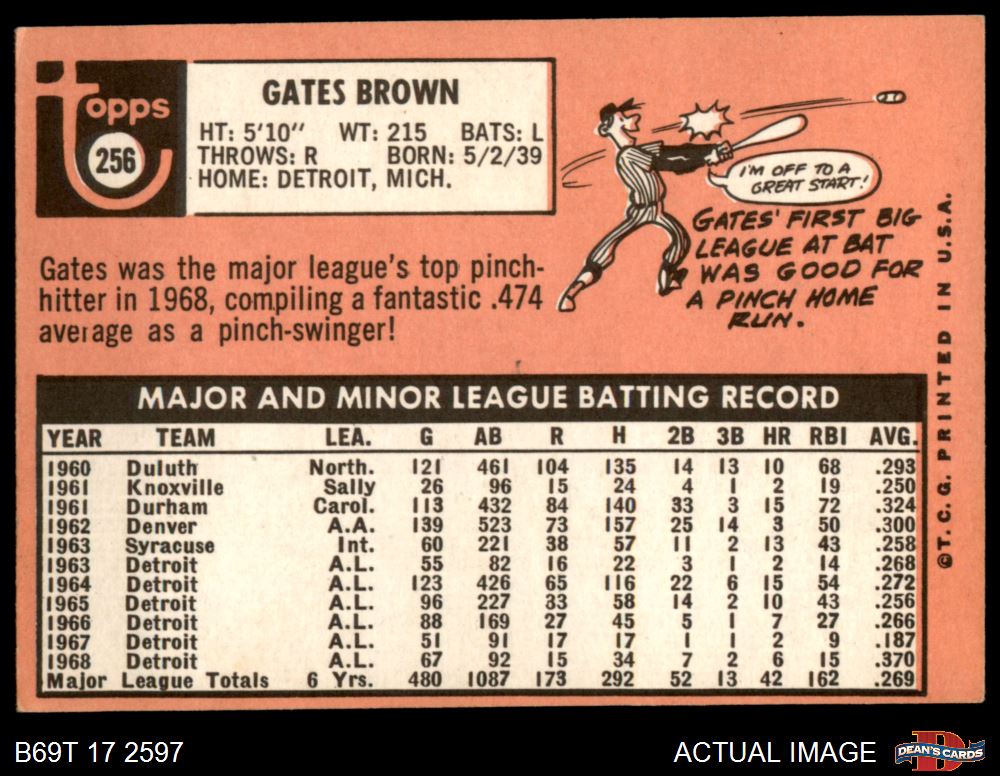 Topps
256
GATES BROWN
HT: 5'10" WT: 215 BATS: L
THROWS: R BORN: 5/2/39
HOME: DETROIT, MICH.
Gates was the major league's top pinch-
hitter in 1968, compiling a fantastic .474
average as a pinch-swinger!
I'M OFF TO A
GREAT START!
GATES' FIRST BIG
LEAGUE AT BAT
WAS GOOD FOR
A PINCH HOME
RUN.
©T.C.G. PRINTED IN U.S.A.
MAJOR AND MINOR LEAGUE BATTING RECORD
YEAR TEAM LEA. G AB R H 2B 3B HR RBI AVG.
1960 Duluth North. 121 461 104 135 14 13 10 68 .293
1961 Knoxville Sally 26 96 15 24 4 1 2 19 .250
1961 Durham Carol. 113 432 84 140 33 3 15 72 .324
1962 Denver A.A. 139 523 73 157 25 14 3 50 .300
1963 Syracuse Int. 60 221 38 57 11 2 13 43 .258
1963 Detroit A.L. 55 82 16 22 3 1 2 14 .268
1964 Detroit A.L. 123 426 65 116 22 6 15 54 .272
1965 Detroit A.L. 96 227 33 58 14 2 10 43 .256
1966 Detroit A.L. 88 169 27 45 5 1 7 27 .266
1967 Detroit A.L. 51 91 17 17 1 1 2 9 .187
1968 Detroit A.L. 67 92 15 34 7 2 6 15 .370
Major League Totals 6 Yrs. 480 1087 173 292 52 13 42 162 .269
B69T 17 2597
ACTUAL IMAGE
D
DEAN'S CARDS